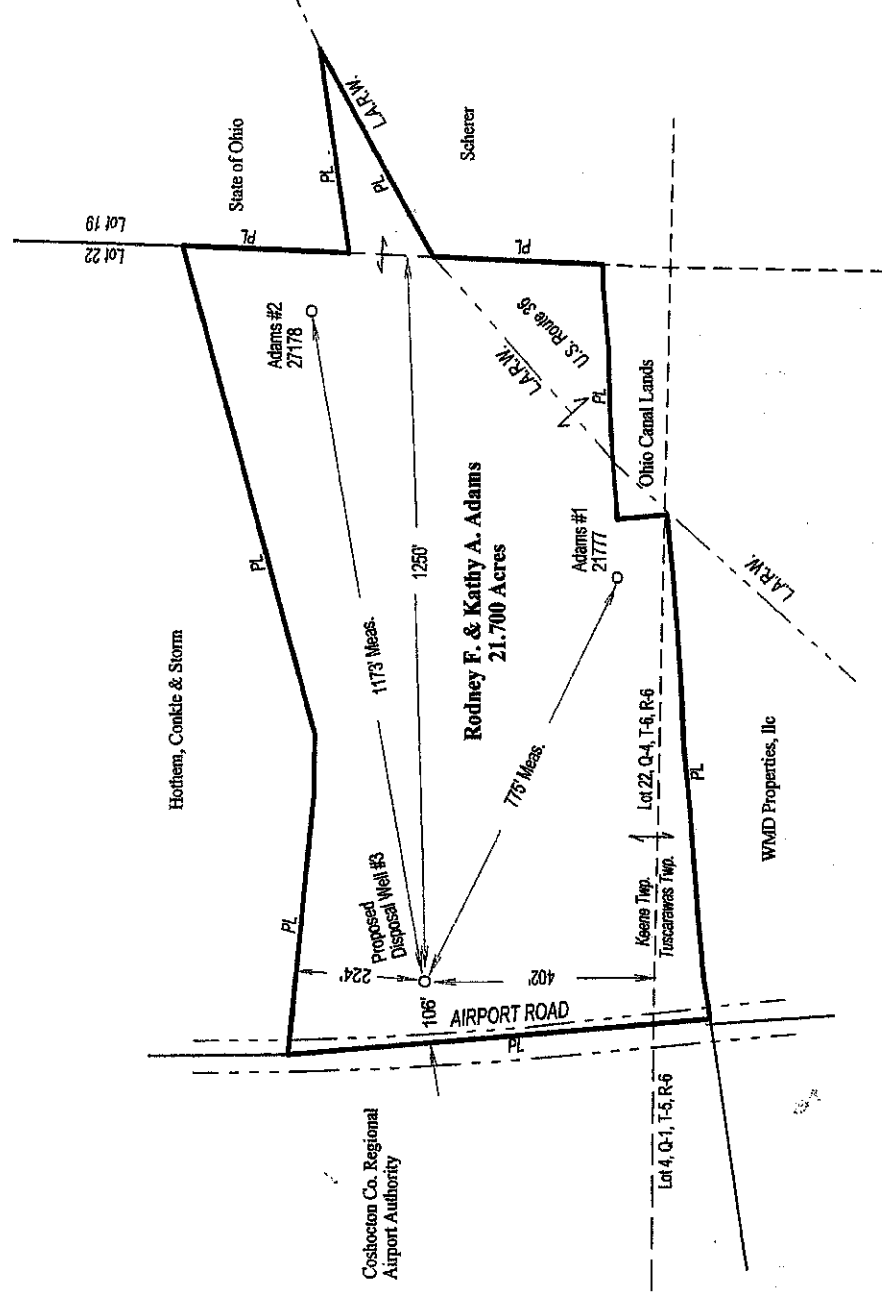 Lot 19
Lot 22
State of Ohio
L.A.R.W.
PL
PL
PL
Scherer
Adams #2
27178
Hothem, Conkle & Storm
PL
1173' Meas.
1250'
Rodney F. & Kathy A. Adams
21.700 Acres
U.S. Route 36
L.A.R.W.
PL
PL
Ohio Canal Lands
Adams #1
21777
L.A.R.W.
775' Meas.
Proposed
Disposal Well #3
PL
224'
402'
106'
AIRPORT ROAD
PL
Keene Twp.
Tuscarawas Twp.
Lot 22, Q-4, T-6, R-6
PL
WMD Properties, llc
Lot 4, Q-1, T-5, R-6
Coshocton Co. Regional
Airport Authority